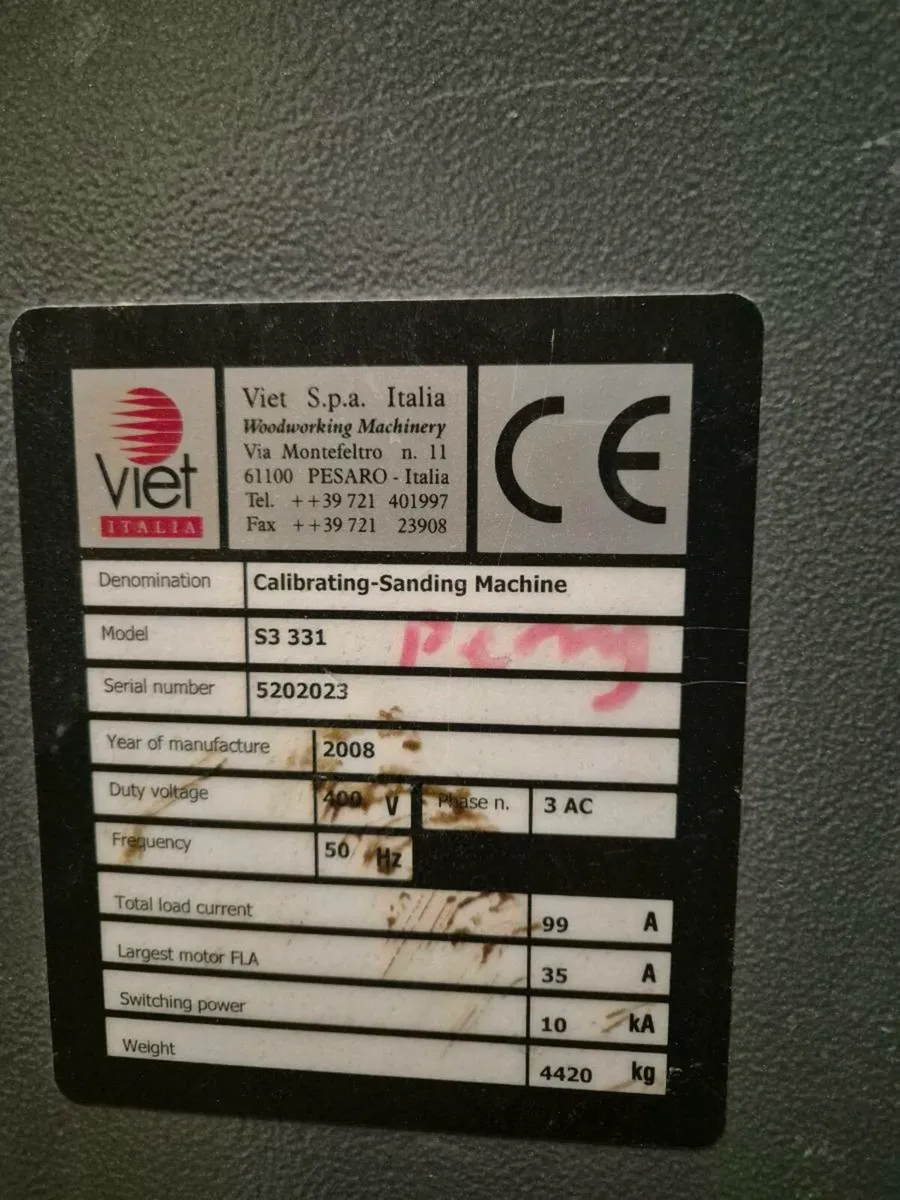 Viet
ITALIA
Viet S.p.a. Italia
Woodworking Machinery
Via Montefeltro n. 11
61100 PESARO - Italia
Tel. ++39 721 401997
Fax ++39 721 23908
CE
Denomination Calibrating-Sanding Machine
Model S3 331
Serial number 5202023
Year of manufacture 2008
Duty voltage 400 V Phase n. 3 AC
Frequency 50 Hz
Total load current 99 A
Largest motor FLA 35 A
Switching power 10 kA
Weight 4420 kg